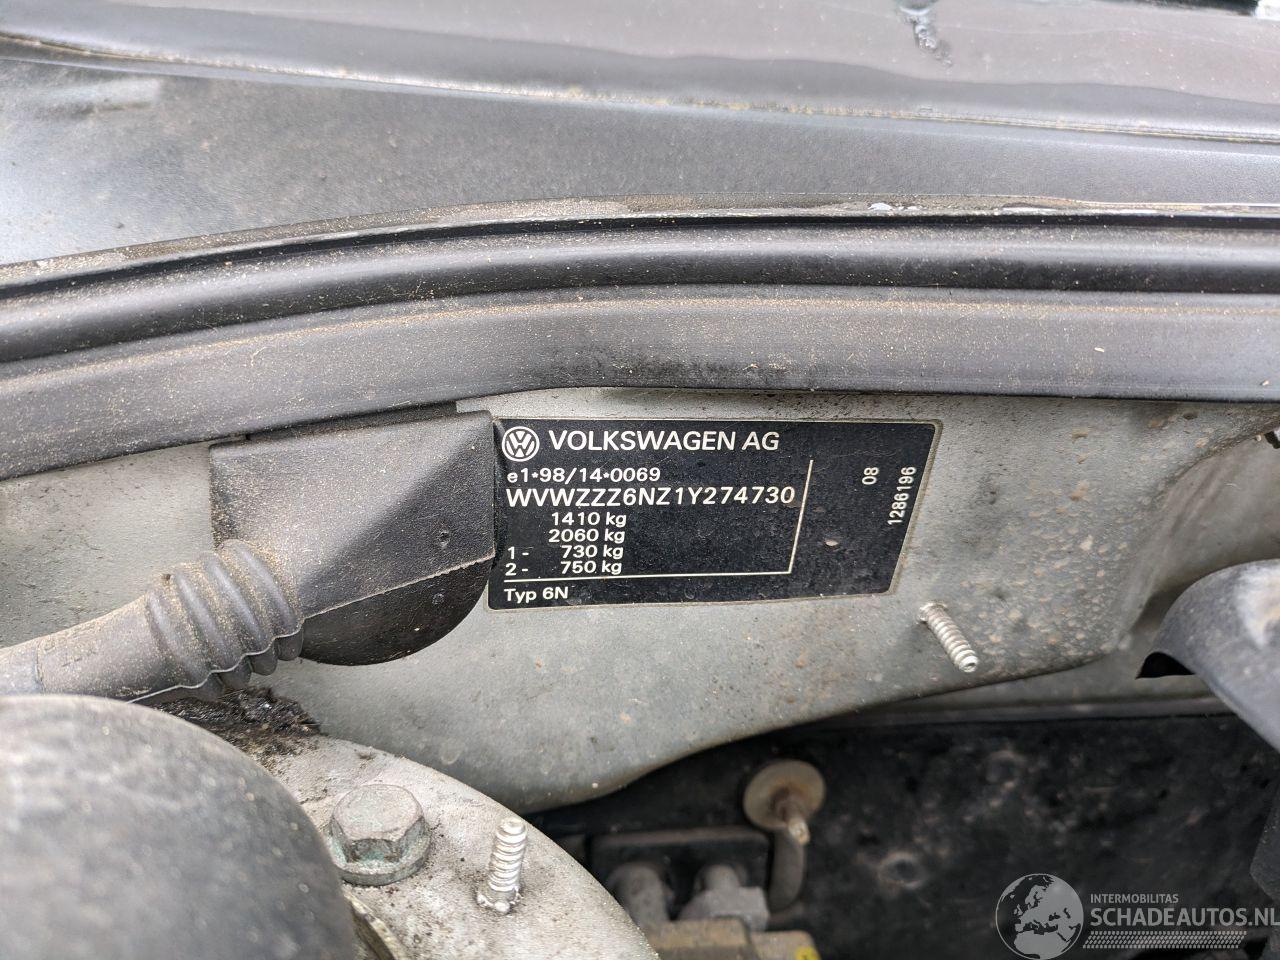 VOLKSWAGEN AG
e1*98/14*0069
WVWZZZ6NZ1Y274730
1410 kg
2060 kg
1 - 730 kg
2 - 750 kg
Typ 6N
08
1286196
INTERMOBILITAS
SCHADEAUTOS.NL